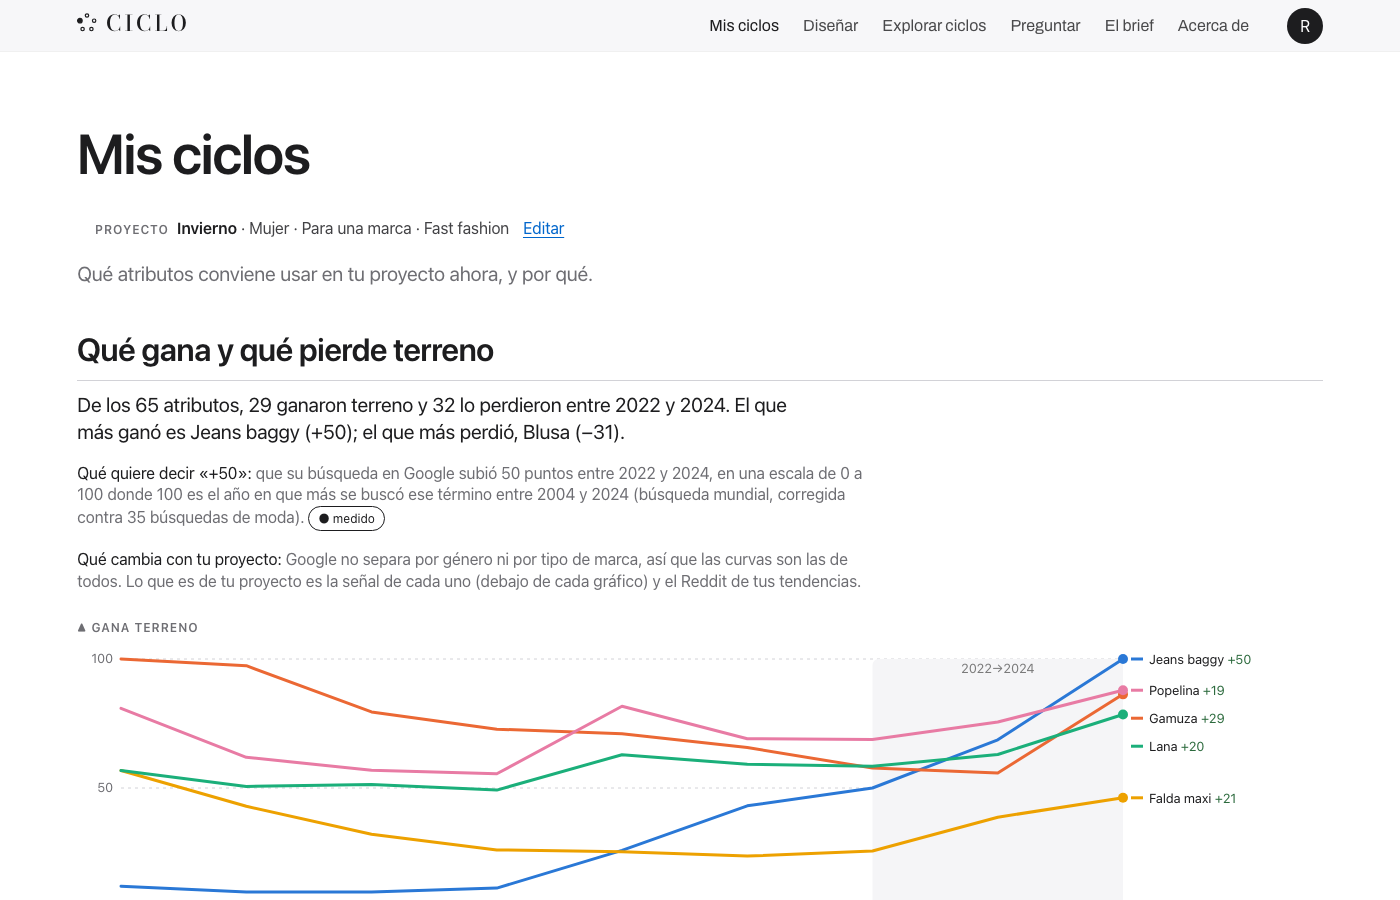 CICLO
Mis ciclos
Diseñar
Explorar ciclos
Preguntar
El brief
Acerca de
R
Mis ciclos
PROYECTO Invierno · Mujer · Para una marca · Fast fashion Editar
Qué atributos conviene usar en tu proyecto ahora, y por qué.
Qué gana y qué pierde terreno
De los 65 atributos, 29 ganaron terreno y 32 lo perdieron entre 2022 y 2024. El que
más ganó es Jeans baggy (+50); el que más perdió, Blusa (−31).
Qué quiere decir «+50»: que su búsqueda en Google subió 50 puntos entre 2022 y 2024, en una escala de 0 a
100 donde 100 es el año en que más se buscó ese término entre 2004 y 2024 (búsqueda mundial, corregida
contra 35 búsquedas de moda). ● medido
Qué cambia con tu proyecto: Google no separa por género ni por tipo de marca, así que las curvas son las de
todos. Lo que es de tu proyecto es la señal de cada uno (debajo de cada gráfico) y el Reddit de tus tendencias.
▲ GANA TERRENO
100
2022→2024
Jeans baggy +50
Popelina +19
Gamuza +29
Lana +20
50
Falda maxi +21